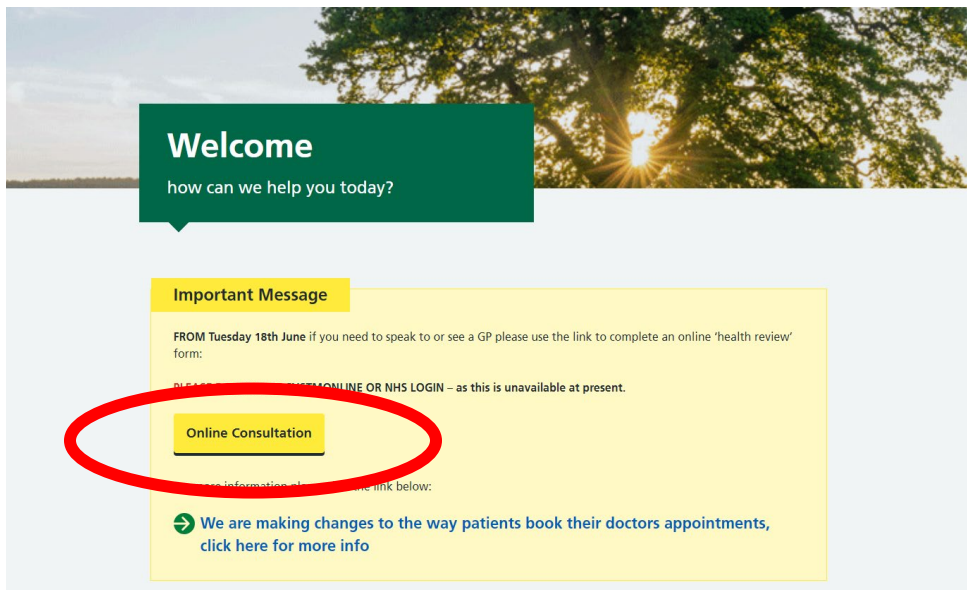 Welcome
how can we help you today?
Important Message
FROM Tuesday 18th June if you need to speak to or see a GP please use the link to complete an online ‘health review’
form:
OR NHS LOGIN – as this is unavailable at present.
Online Consultation
link below:
We are making changes to the way patients book their doctors appointments,
click here for more info